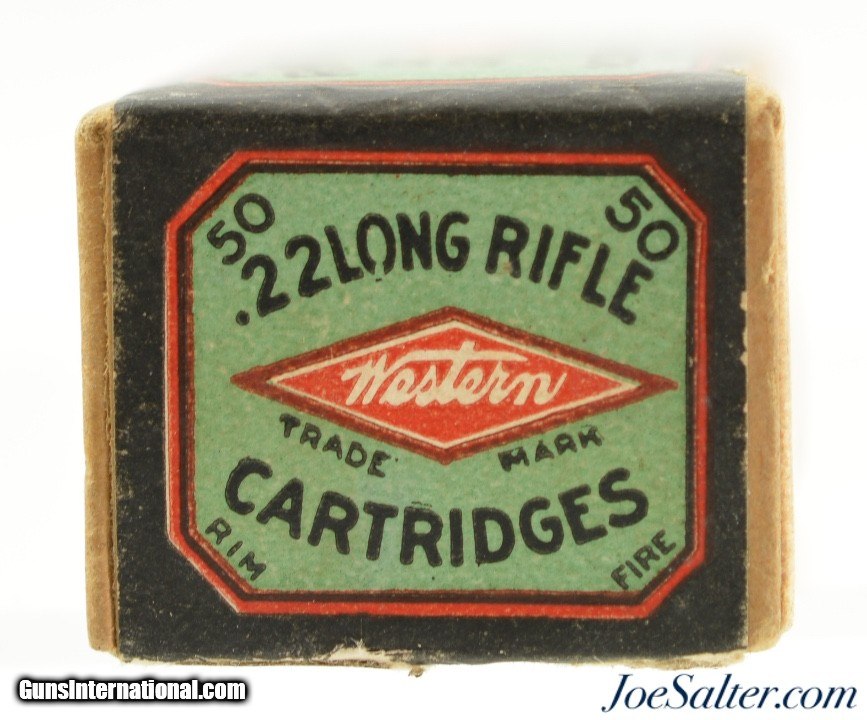 50 50
.22 LONG RIFLE
Western
TRADE MARK
CARTRIDGES
RIM FIRE
GunsInternational.com
JoeSalter.com